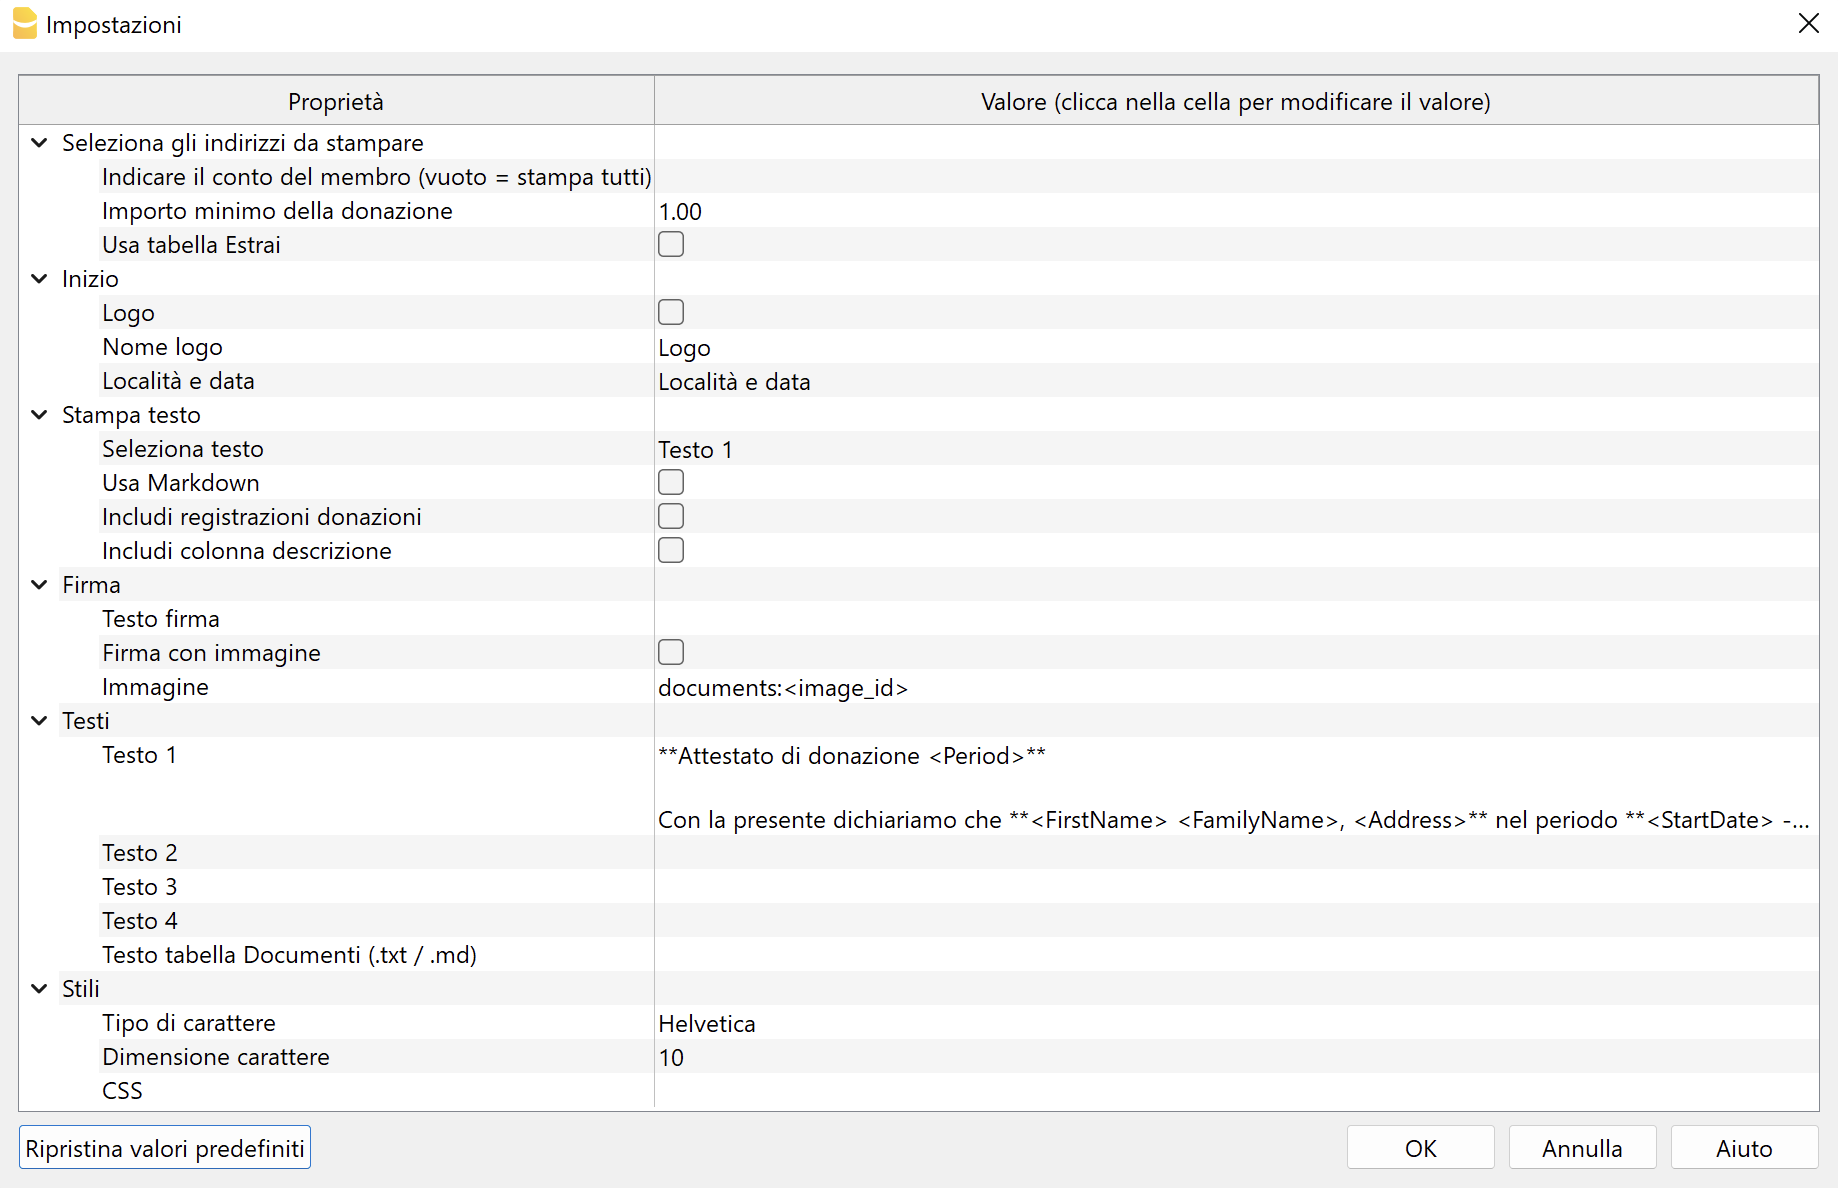 Impostazioni
Proprietà Valore (clicca nella cella per modificare il valore)
Seleziona gli indirizzi da stampare
Indicare il conto del membro (vuoto = stampa tutti)
Importo minimo della donazione 1.00
Usa tabella Estrai
Inizio
Logo
Nome logo Logo
Località e data Località e data
Stampa testo
Seleziona testo Testo 1
Usa Markdown
Includi registrazioni donazioni
Includi colonna descrizione
Firma
Testo firma
Firma con immagine
Immagine documents:<image_id>
Testi
Testo 1 **Attestato di donazione <Period>**
Con la presente dichiariamo che **<FirstName> <FamilyName>, <Address>** nel periodo **<StartDate> -...
Testo 2
Testo 3
Testo 4
Testo tabella Documenti (.txt / .md)
Stili
Tipo di carattere Helvetica
Dimensione carattere 10
CSS
Ripristina valori predefiniti OK Annulla Aiuto